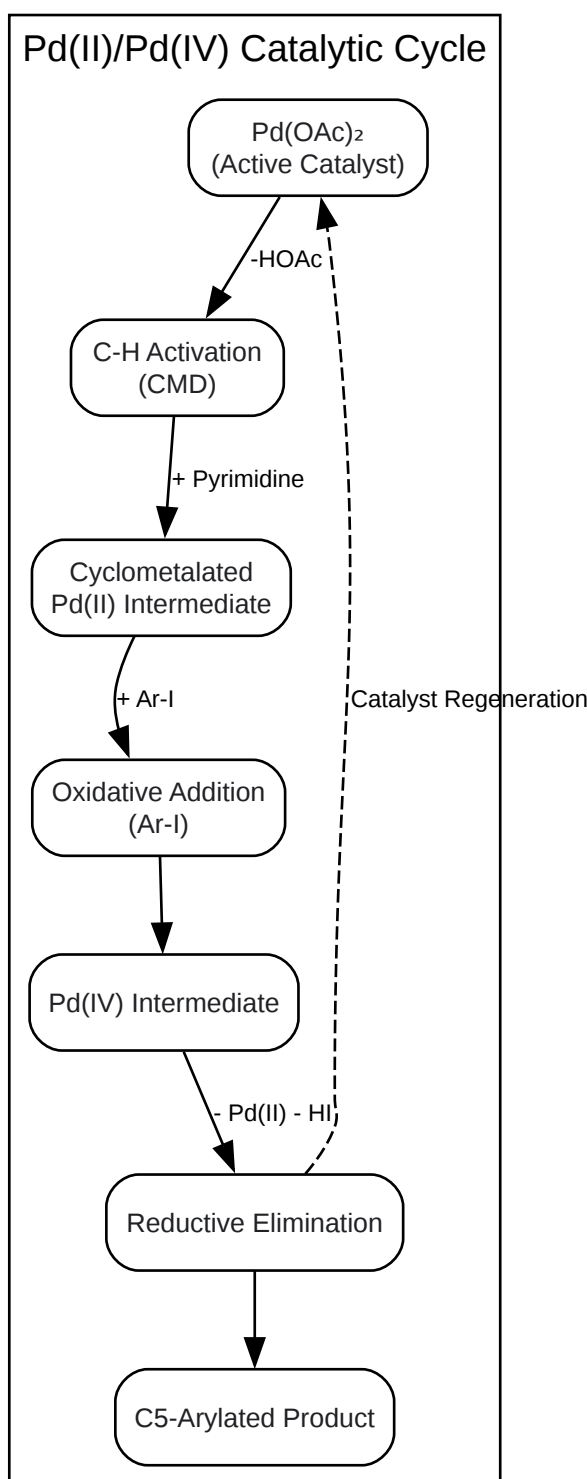 Pd(II)/Pd(IV) Catalytic Cycle
Pd(OAc)₂
(Active Catalyst)
-HOAc
C-H Activation
(CMD)
+ Pyrimidine
Cyclometalated
Pd(II) Intermediate
+ Ar-I
Catalyst Regeneration
Oxidative Addition
(Ar-I)
Pd(IV) Intermediate
- Pd(II) - HI
Reductive Elimination
C5-Arylated Product